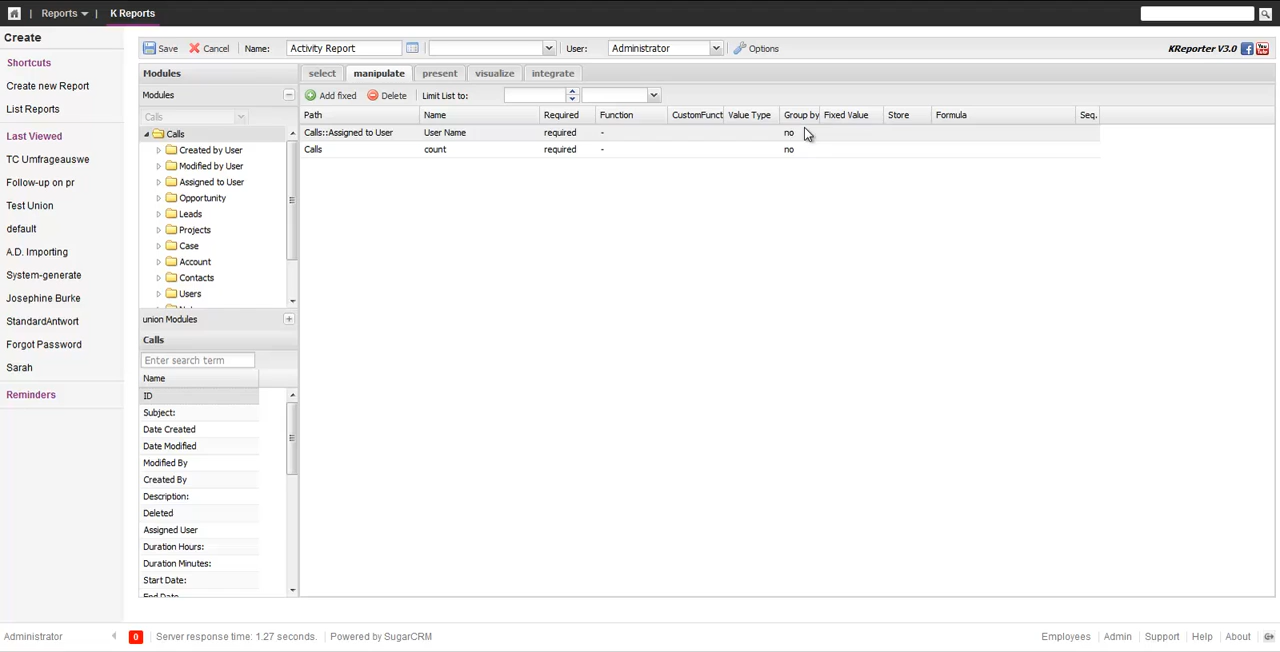 Reports | K Reports
Create
Shortcuts
Create new Report
List Reports
Last Viewed
TC Umfrageauswe
Follow-up on pr
Test Union
default
A.D. Importing
System-generate
Josephine Burke
StandardAntwort
Forgot Password
Sarah
Reminders
Save Cancel Name: Activity Report User: Administrator Options KReporter V3.0
Modules
Modules
Calls
Calls
Created by User
Modified by User
Assigned to User
Opportunity
Leads
Projects
Case
Account
Contacts
Users
union Modules
Calls
Enter search term
Name
ID
Subject:
Date Created
Date Modified
Modified By
Created By
Description:
Deleted
Assigned User
Duration Hours:
Duration Minutes:
Start Date:
End Date
select manipulate present visualize integrate
Add fixed Delete Limit List to:
Path Name Required Function CustomFunct Value Type Group by Fixed Value Store Formula Seq.
Calls::Assigned to User User Name required - no
Calls count required - no
Administrator 0 Server response time: 1.27 seconds. | Powered by SugarCRM
Employees | Admin | Support | Help | About